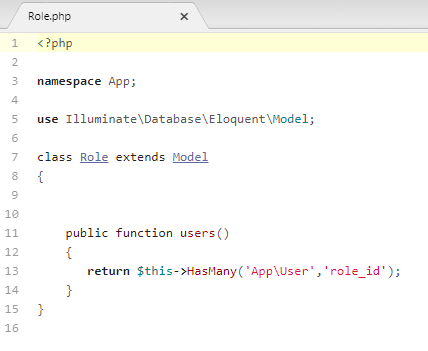 Role.php ×
1 <?php
2
3 namespace App;
4
5 use Illuminate\Database\Eloquent\Model;
6
7 class Role extends Model
8 {
9
10
11     public function users()
12     {
13        return $this->HasMany('App\User','role_id');
14     }
15 }
16